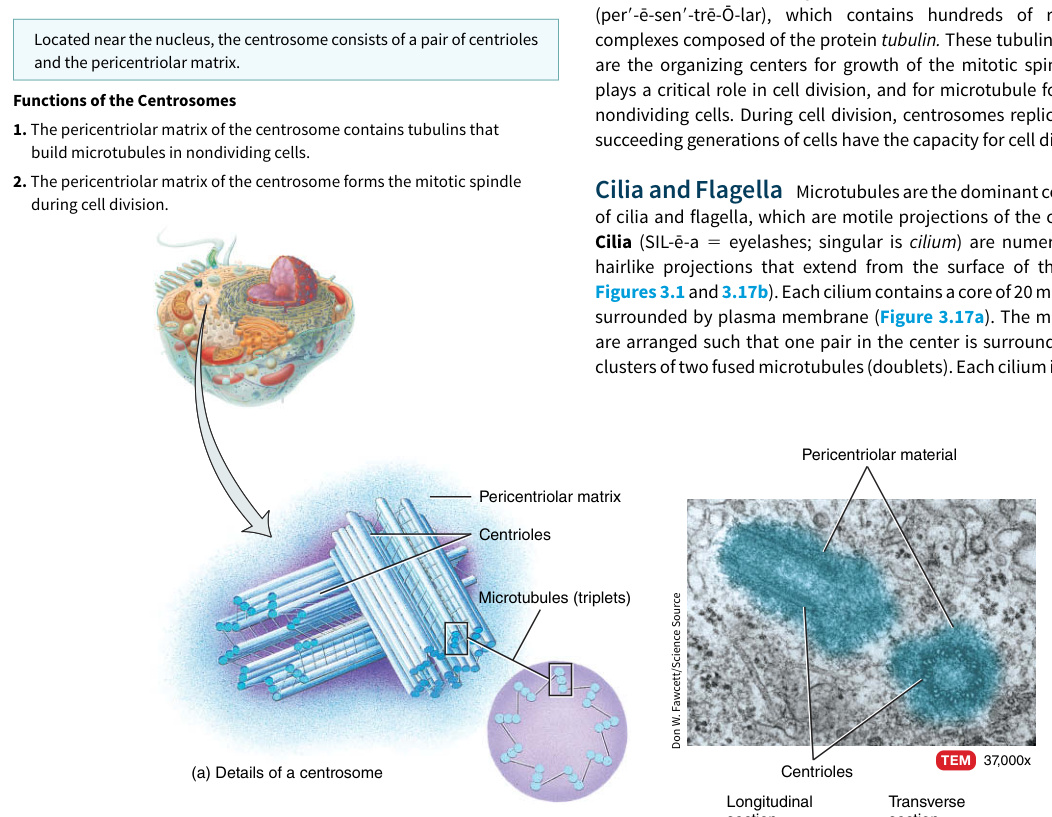 Located near the nucleus, the centrosome consists of a pair of centrioles
and the pericentriolar matrix.
Functions of the Centrosomes
1. The pericentriolar matrix of the centrosome contains tubulins that
build microtubules in nondividing cells.
2. The pericentriolar matrix of the centrosome forms the mitotic spindle
during cell division.
Pericentriolar matrix
Centrioles
Microtubules (triplets)
(a) Details of a centrosome
(per′-ē-sen′-trē-Ō-lar), which contains hundreds of
complexes composed of the protein tubulin. These tubulin
are the organizing centers for growth of the mitotic
plays a critical role in cell division, and for microtubule
nondividing cells. During cell division, centrosomes
succeeding generations of cells have the capacity for cell
Cilia and Flagella Microtubules are the dominant
of cilia and flagella, which are motile projections of the
Cilia (SIL-ē-a = eyelashes; singular is cilium) are
hairlike projections that extend from the surface of
Figures 3.1 and 3.17b). Each cilium contains a core of 20
surrounded by plasma membrane (Figure 3.17a). The
are arranged such that one pair in the center is
clusters of two fused microtubules (doublets). Each cilium
Pericentriolar material
Don W. Fawcett/Science Source
TEM 37,000x
Centrioles
Longitudinal
Transverse